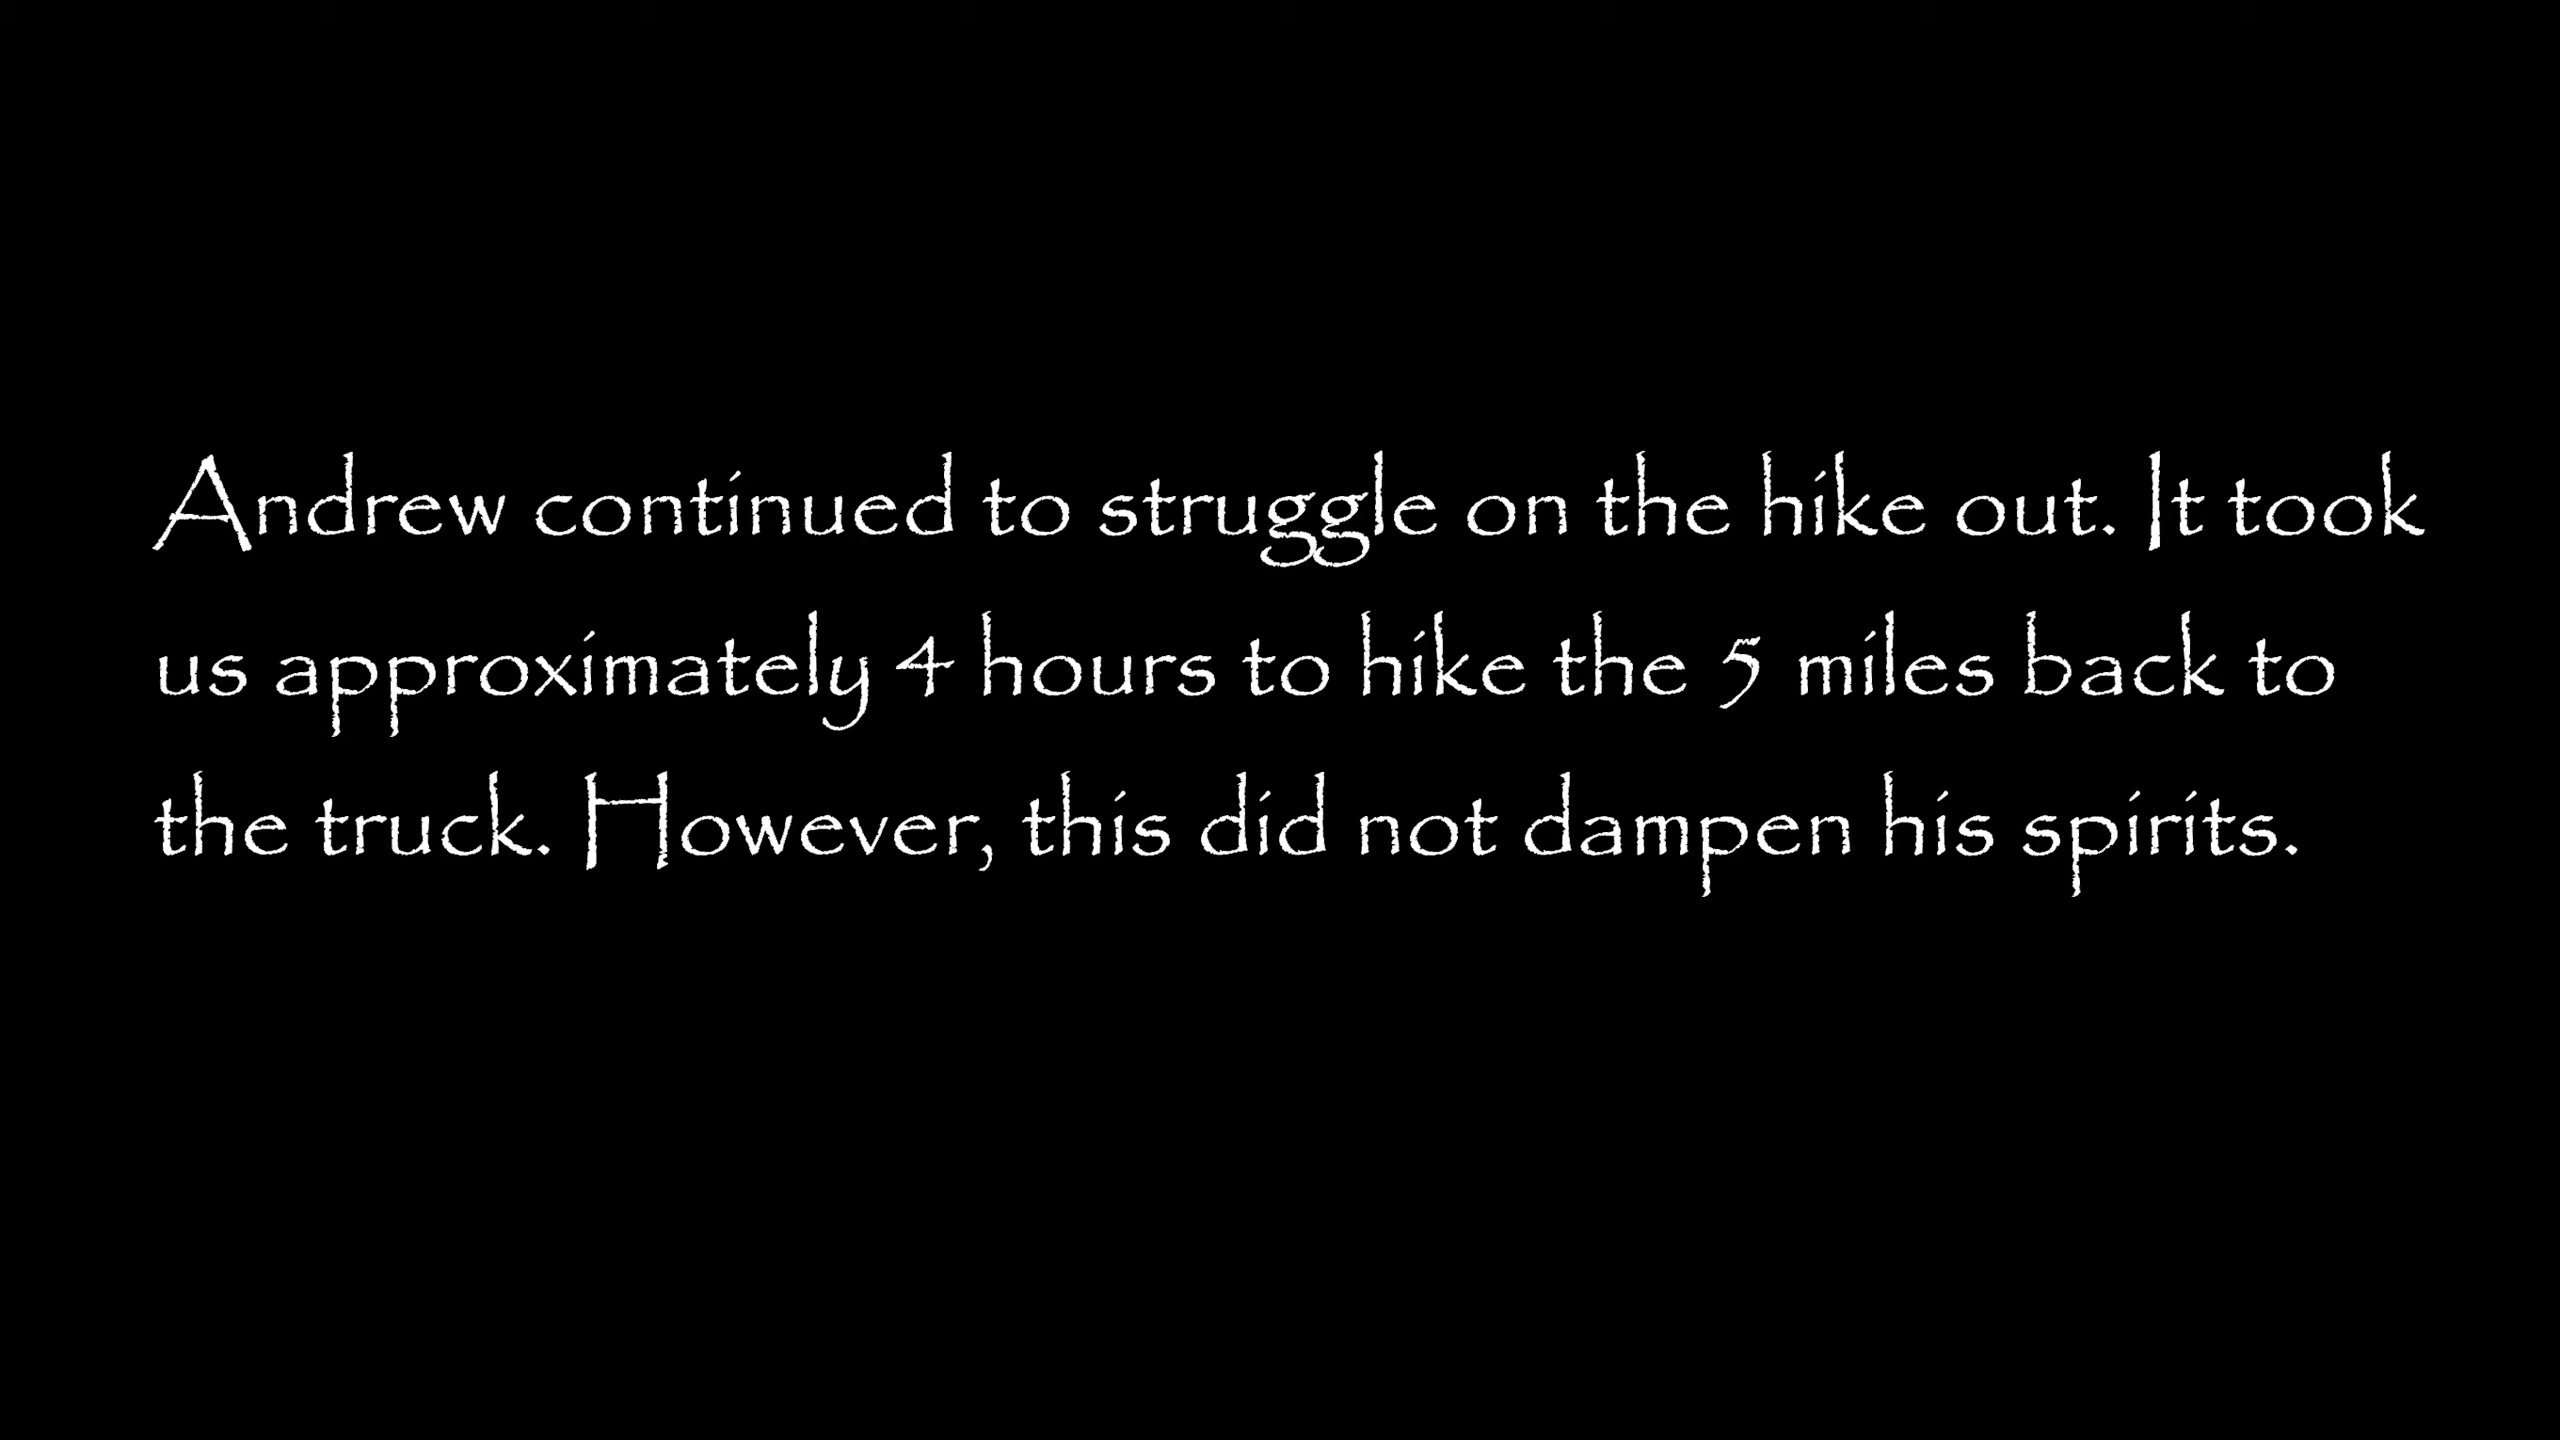 Andrew continued to struggle on the hike out. It took
us approximately 4 hours to hike the 5 miles back to
the truck. However, this did not dampen his spirits.